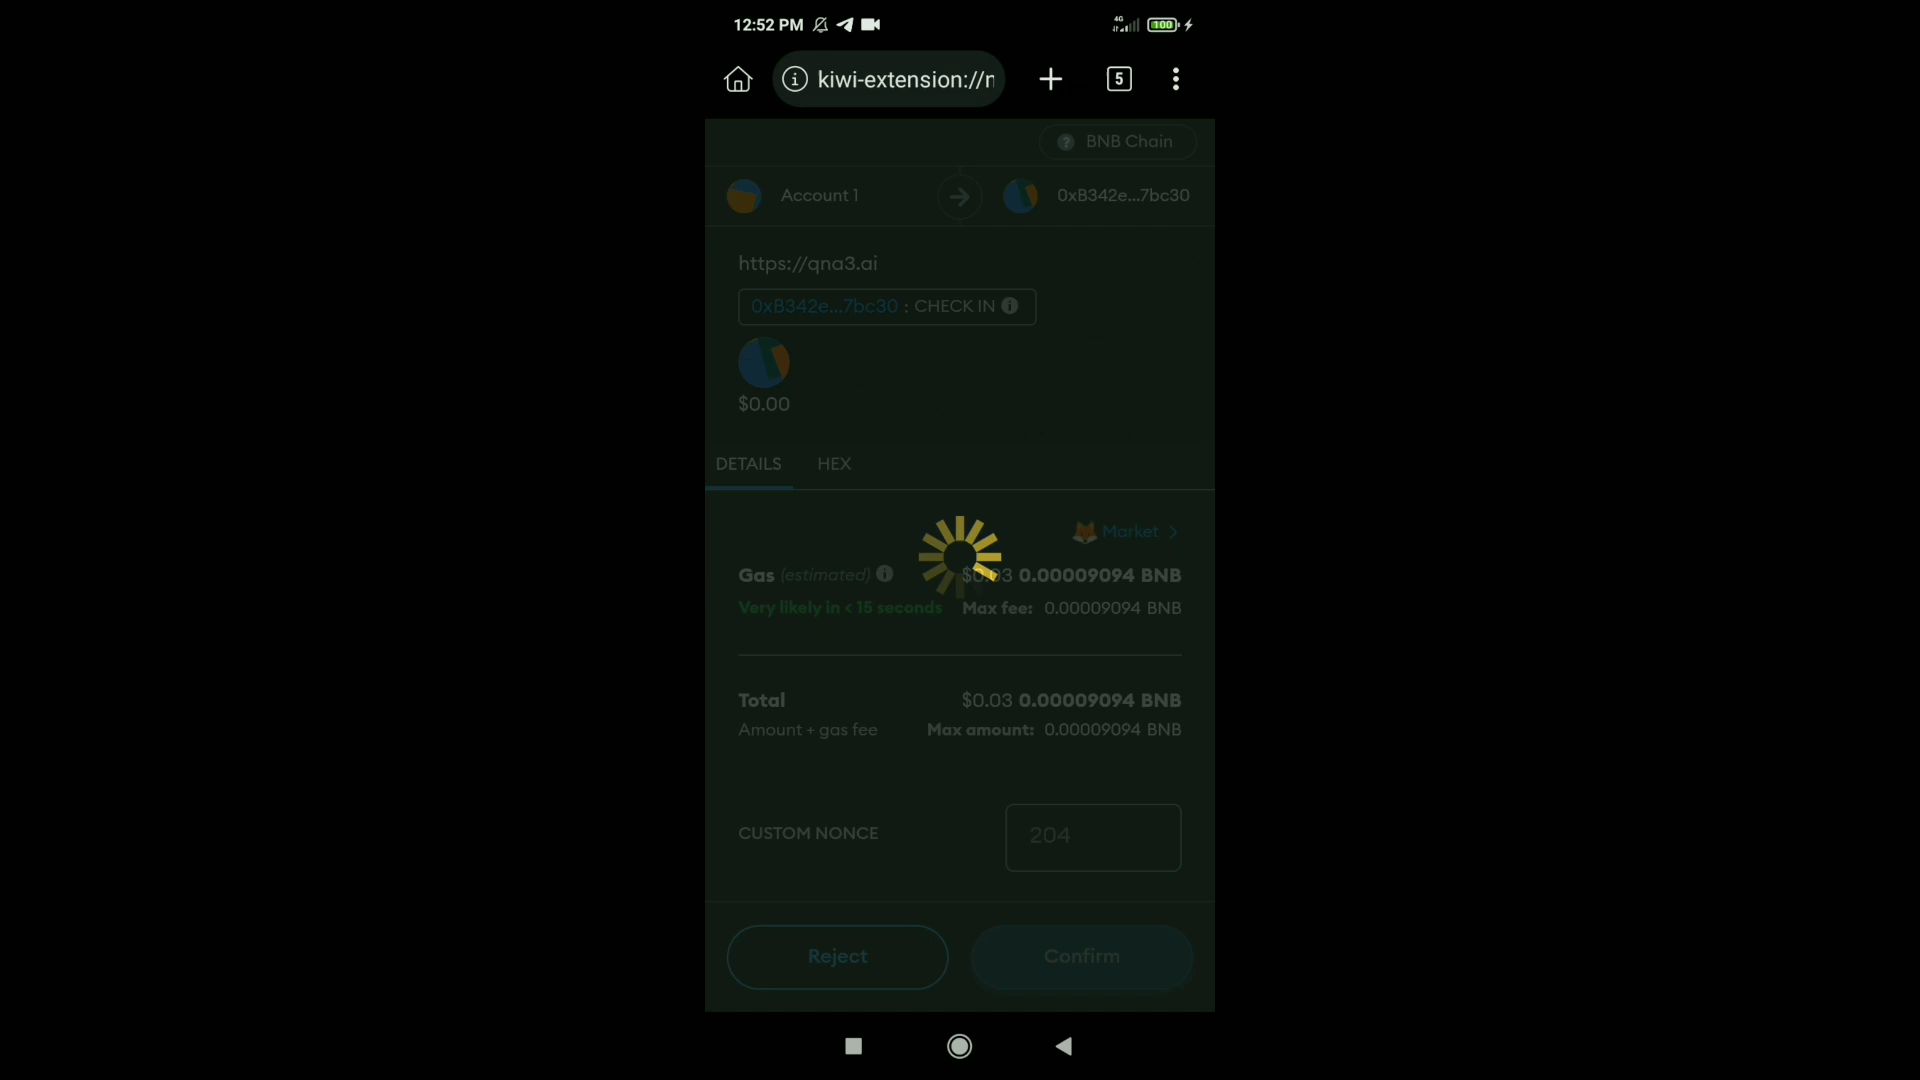 12:52 PM 4G 100
kiwi-extension://n 5
BNB Chain
Account 1 0xB342e...7bc30
https://qna3.ai
0xB342e...7bc30 : CHECK IN
$0.00
DETAILS HEX
Market
Gas (estimated) $0.03 0.00009094 BNB
Very likely in < 15 seconds Max fee: 0.00009094 BNB
Total $0.03 0.00009094 BNB
Amount + gas fee Max amount: 0.00009094 BNB
CUSTOM NONCE 204
Reject Confirm